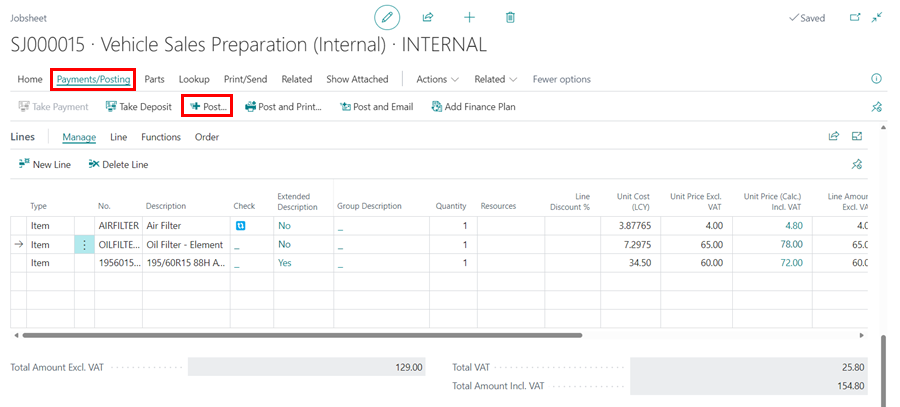 Jobsheet
Saved
SJ000015 · Vehicle Sales Preparation (Internal) · INTERNAL
Home Payments/Posting Parts Lookup Print/Send Related Show Attached Actions Related Fewer options
Take Payment Take Deposit Post... Post and Print... Post and Email Add Finance Plan
Lines Manage Line Functions Order
New Line Delete Line
Type No. Description Check Extended Description Group Description Quantity Resources Line Discount % Unit Cost (LCY) Unit Price Excl. VAT Unit Price (Calc.) Incl. VAT Line Amou Excl. VA
Item AIRFILTER Air Filter No _ 1 3.87765 4.00 4.80 4.0
Item OILFILTE... Oil Filter - Element _ No _ 1 7.2975 65.00 78.00 65.0
Item 1956015... 195/60R15 88H A... _ Yes _ 1 34.50 60.00 72.00 60.0
Total Amount Excl. VAT 129.00 Total VAT 25.80
Total Amount Incl. VAT 154.80